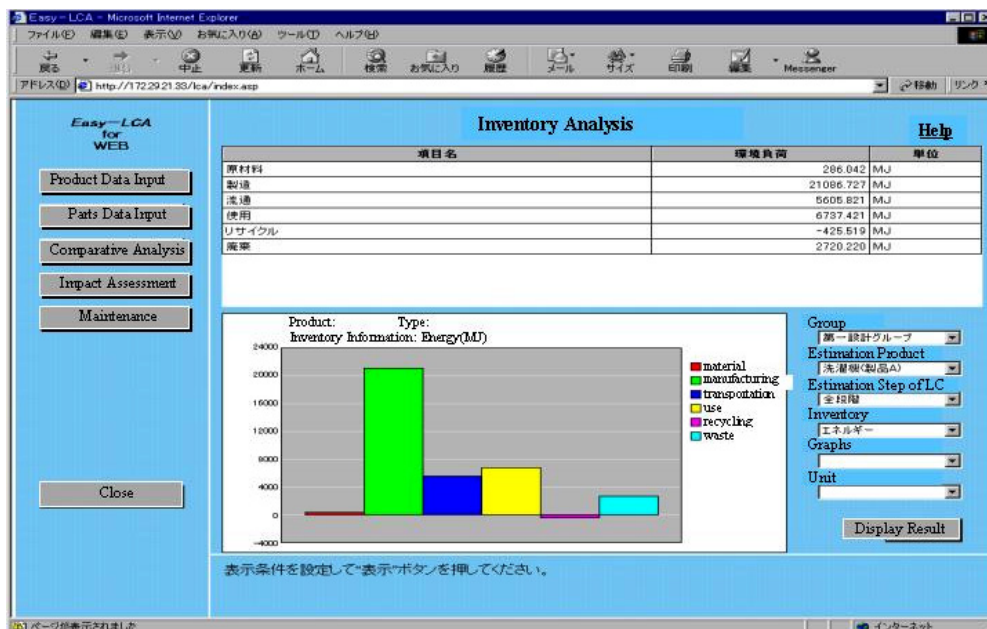 Easy-LCA - Microsoft Internet Explorer
ファイル(F) 編集(E) 表示(V) お気に入り(A) ツール(T) ヘルプ(H)
戻る 中止 更新 ホーム 検索 お気に入り 履歴 メール サイズ 印刷 編集 Messenger
アドレス(D) http://172.29.21.33/lca/index.asp 移動 リンク
Easy-LCA
for
WEB
Product Data Input
Parts Data Input
Comparative Analysis
Impact Assessment
Maintenance
Close
Inventory Analysis
Help
項目名 環境負荷 単位
原材料 286.042 MJ
製造 21086.727 MJ
流通 5605.821 MJ
使用 6737.421 MJ
リサイクル -425.519 MJ
廃棄 2720.220 MJ
Product: Type:
Inventory Information: Energy(MJ)
24000
20000
16000
12000
8000
4000
0
-4000
material
manufacturing
transportation
use
recycling
waste
Group
第一設計グループ
Estimation Product
洗濯機(製品A)
Estimation Step of LC
全段階
Inventory
エネルギー
Graphs
Unit
Display Result
表示条件を設定して"表示"ボタンを押してください。
ページが表示されました インターネット